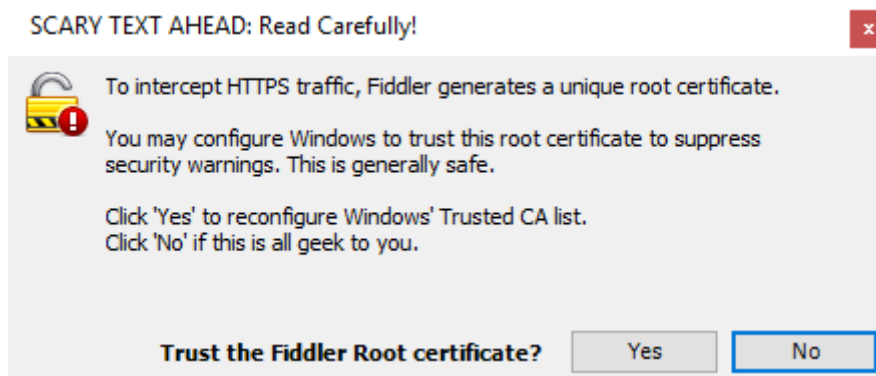 SCARY TEXT AHEAD: Read Carefully!
x
To intercept HTTPS traffic, Fiddler generates a unique root certificate.
You may configure Windows to trust this root certificate to suppress
security warnings. This is generally safe.
Click 'Yes' to reconfigure Windows' Trusted CA list.
Click 'No' if this is all geek to you.
Trust the Fiddler Root certificate? Yes No